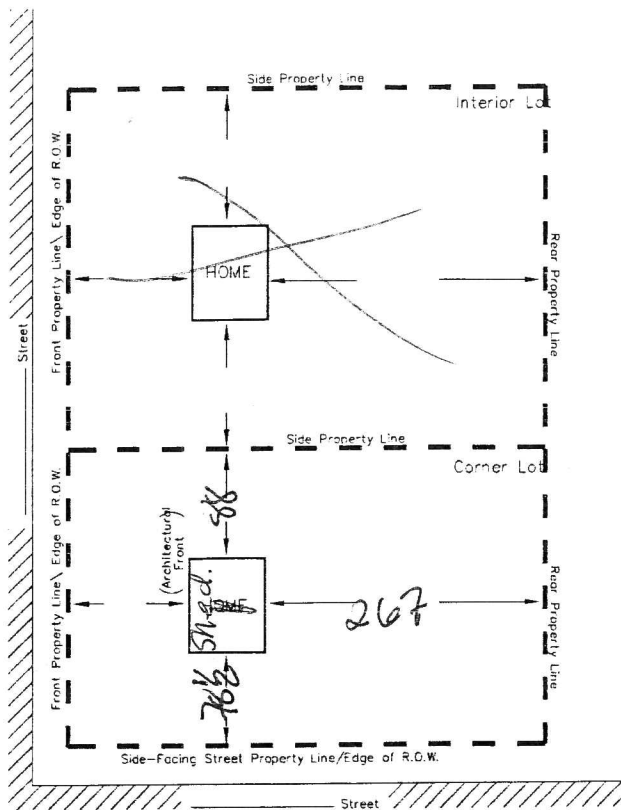 Side Property Line
Interior Lot
Front Property Line\ Edge of R.O.W.
HOME
Rear Property Line
Street
Side Property Line
Corner Lot
Front Property Line\ Edge of R.O.W.
(Architectural
Front
88
Shed.
267
Rear Property Line
Side-Facing Street Property Line/Edge of R.O.W.
Street